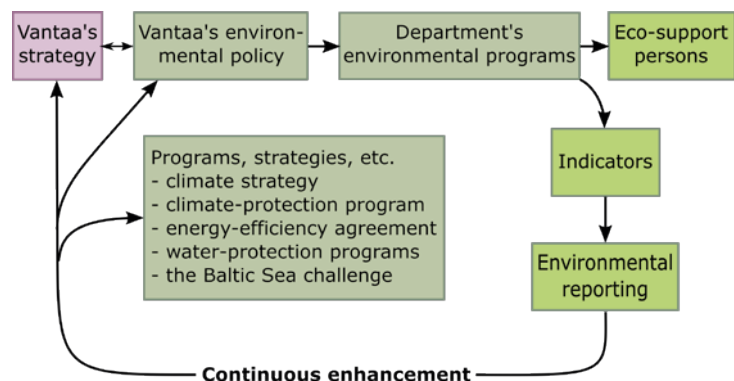 Vantaa's
strategy
Vantaa's environ-
mental policy
Department's
environmental programs
Eco-support
persons
Programs, strategies, etc.
- climate strategy
- climate-protection program
- energy-efficiency agreement
- water-protection programs
- the Baltic Sea challenge
Indicators
Environmental
reporting
Continuous enhancement